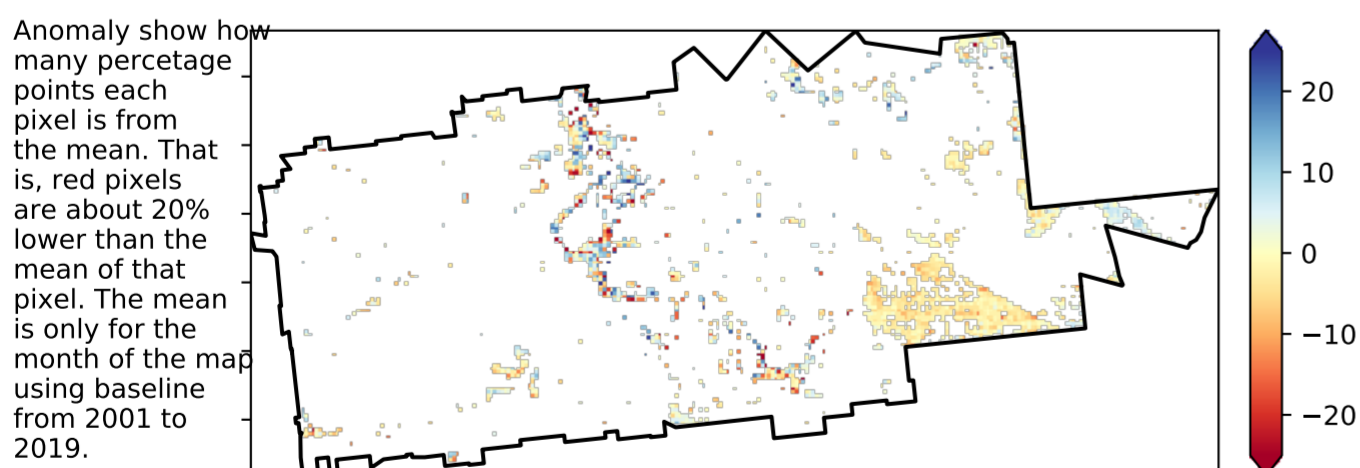 Anomaly show how
many percetage
points each
pixel is from
the mean. That
is, red pixels
are about 20%
lower than the
mean of that
pixel. The mean
is only for the
month of the map
using baseline
from 2001 to
2019.
20
10
0
−10
−20